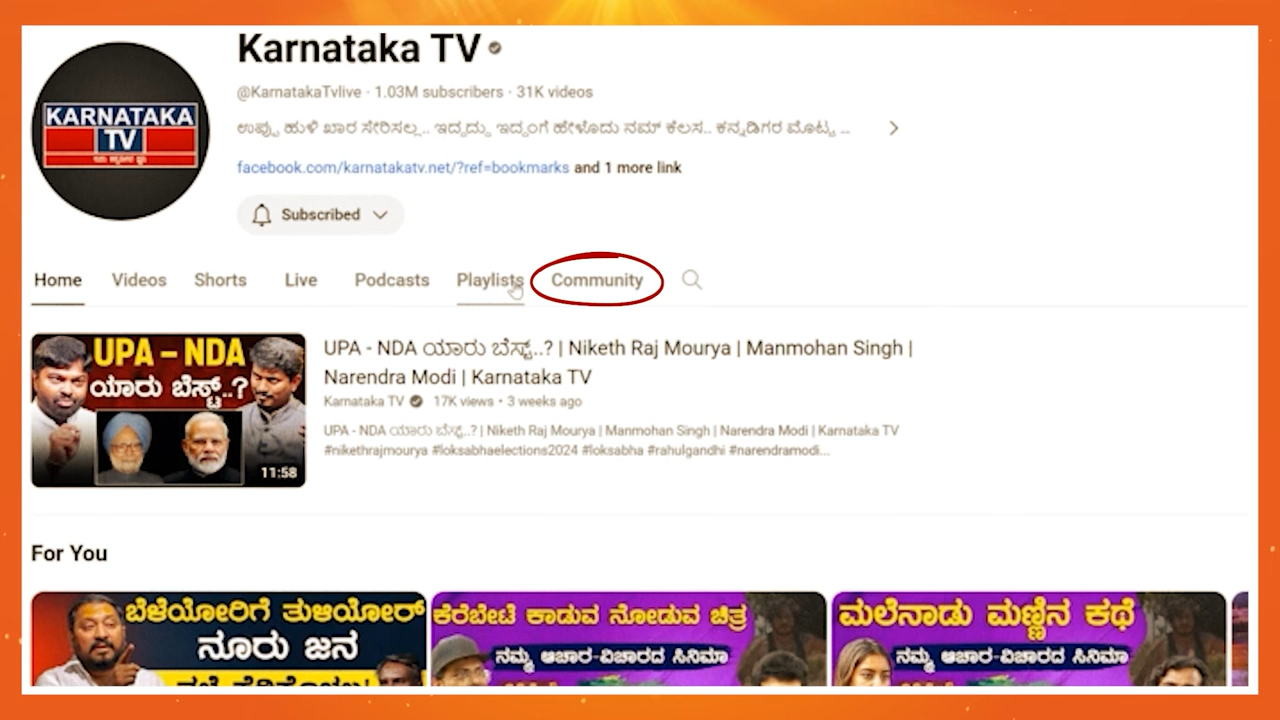 Karnataka TV
KARNATAKA
TV
@KarnatakaTvlive · 1.03M subscribers · 31K videos
ಉಪ್ಪು ಹುಳಿ ಖಾರ ಸೇರಿಸಲ್ಲ.. ಇದ್ದದ್ದು ಇದ್ದಂಗೆ ಹೇಳೋದು ನಮ್ ಕೆಲಸ.. ಕನ್ನಡಿಗರ ಮೊಟ್ಟ ...
facebook.com/karnatakatv.net/?ref=bookmarks and 1 more link
Subscribed
Home Videos Shorts Live Podcasts Playlists Community
UPA – NDA
ಯಾರು ಬೆಸ್ಟ್..?
11:58
UPA - NDA ಯಾರು ಬೆಸ್ಟ್..? | Niketh Raj Mourya | Manmohan Singh |
Narendra Modi | Karnataka TV
Karnataka TV 17K views • 3 weeks ago
UPA - NDA ಯಾರು ಬೆಸ್ಟ್..? | Niketh Raj Mourya | Manmohan Singh | Narendra Modi | Karnataka TV
#nikethrajmourya #loksabhaelections2024 #loksabha #rahulgandhi #narendramodi...
For You
ಬೆಳೆಯೋರಿಗೆ ತುಳಿಯೋರ್
ನೂರು ಜನ
ಕೆರೆಬೇಟೆ ಕಾಡುವ ನೋಡುವ ಚಿತ್ರ
ನಮ್ಮ ಆಚಾರ-ವಿಚಾರದ ಸಿನಿಮಾ
ಮಲೆನಾಡು ಮಣ್ಣಿನ ಕಥೆ
ನಮ್ಮ ಆಚಾರ-ವಿಚಾರದ ಸಿನಿಮಾ